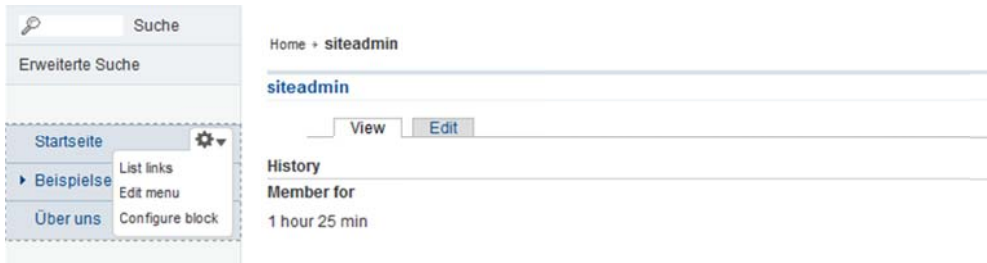 Suche
Erweiterte Suche
Startseite
List links
Beispielse
Edit menu
Über uns
Configure block
Home
siteadmin
siteadmin
View
Edit
History
Member for
1 hour 25 min